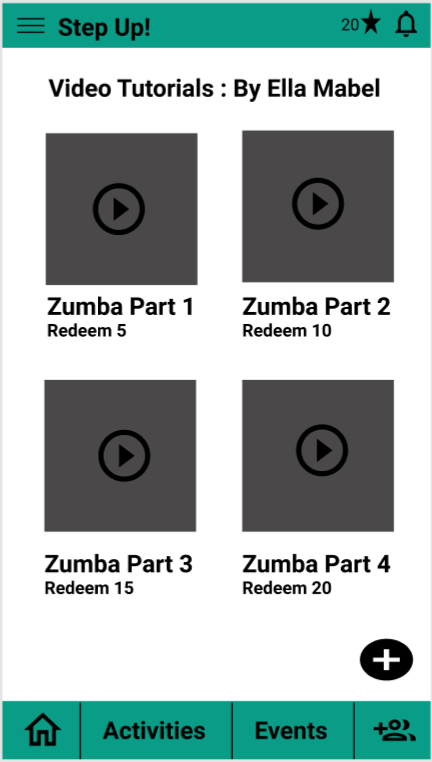 Step Up! 20
Video Tutorials : By Ella Mabel
Zumba Part 1 Zumba Part 2
Redeem 5 Redeem 10
Zumba Part 3 Zumba Part 4
Redeem 15 Redeem 20
Activities Events